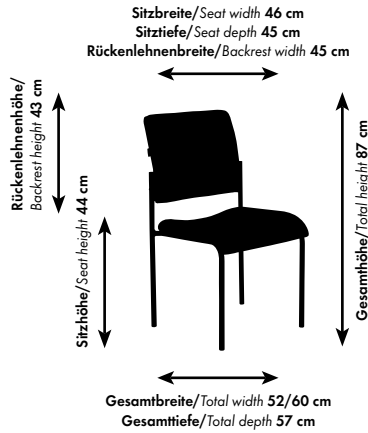 Sitzbreite/Seat width 46 cm
Sitztiefe/Seat depth 45 cm
Rückenlehnenbreite/Backrest width 45 cm
Rückenlehnenhöhe/
Backrest height 43 cm
Sitzhöhe/Seat height 44 cm
Gesamthöhe/Total height 87 cm
Gesamtbreite/Total width 52/60 cm
Gesamttiefe/Total depth 57 cm